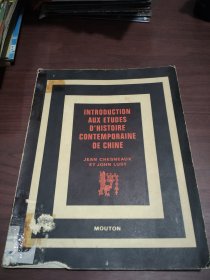 INTRODUCTION
AUX ETUDES
D'HISTOIRE
CONTEMPORAINE
DE CHINE
JEAN CHESNEAUX
ET JOHN LUST
MOUTON